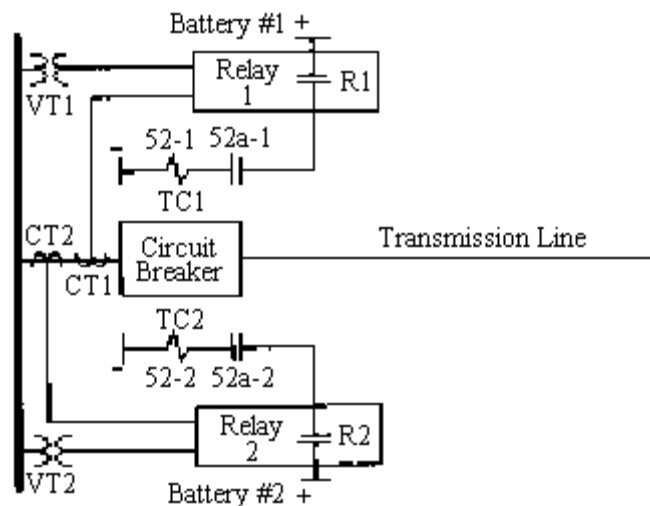 Battery #1 +
Relay
1
R1
VT1
52-1 52a-1
-
TC1
CT2
CT1
Circuit
Breaker
Transmission Line
TC2
-
52-2 52a-2
Relay
2
R2
VT2
Battery #2 +